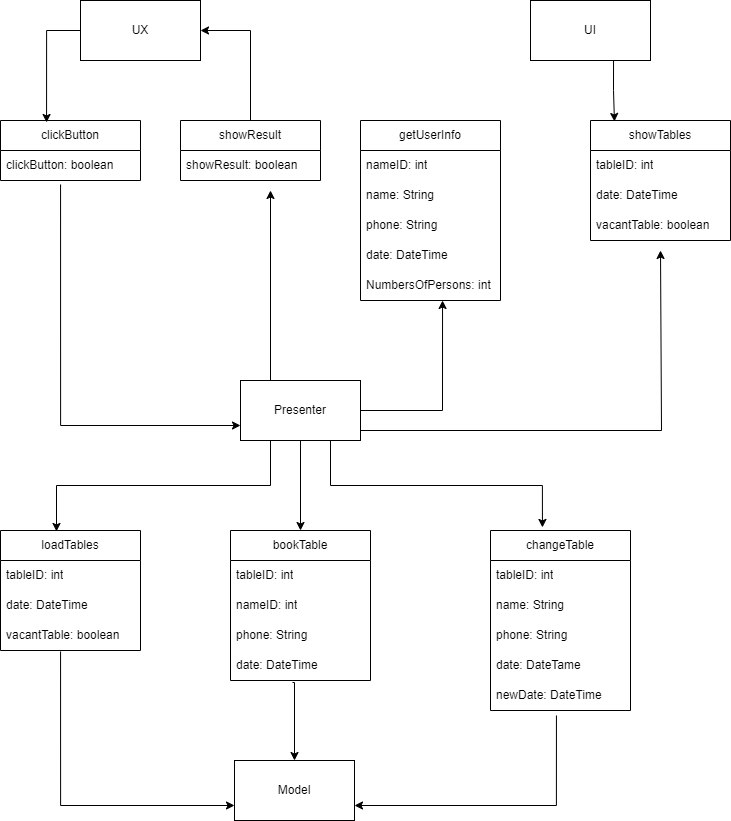 UX
UI
clickButton
clickButton: boolean
showResult
showResult: boolean
getUserInfo
nameID: int
name: String
phone: String
date: DateTime
NumbersOfPersons: int
showTables
tableID: int
date: DateTime
vacantTable: boolean
Presenter
loadTables
tableID: int
date: DateTime
vacantTable: boolean
bookTable
tableID: int
nameID: int
phone: String
date: DateTime
changeTable
tableID: int
name: String
phone: String
date: DateTame
newDate: DateTime
Model